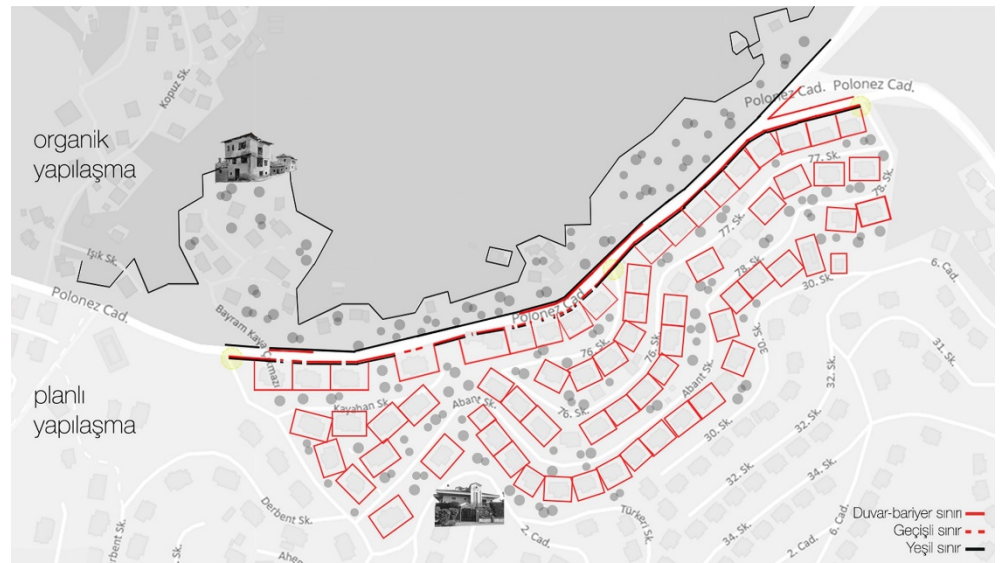 Kopuz Sk.
Polonez Cad.
Polonez Cad.
organik
yapılaşma
77. Sk.
78. Sk.
77. Sk.
Işık Sk.
78. Sk.
6. Cad.
30. Sk.
Polonez Cad.
Polonez Cad.
Bayram Kaya Çıkmazı
30. Sk.
31. Sk.
76. Sk.
76. Sk.
32. Sk.
planlı
yapılaşma
Kayahan Sk.
Abant Sk.
Abant Sk.
76. Sk.
30. Sk.
32. Sk.
32. Sk.
34. Sk.
Derbent Sk.
Türkeri Sk.
Duvar-bariyer sınırı
2. Cad.
34. Sk.
2. Cad.
6. Cad.
Geçişli sınır
Yeşil sınır